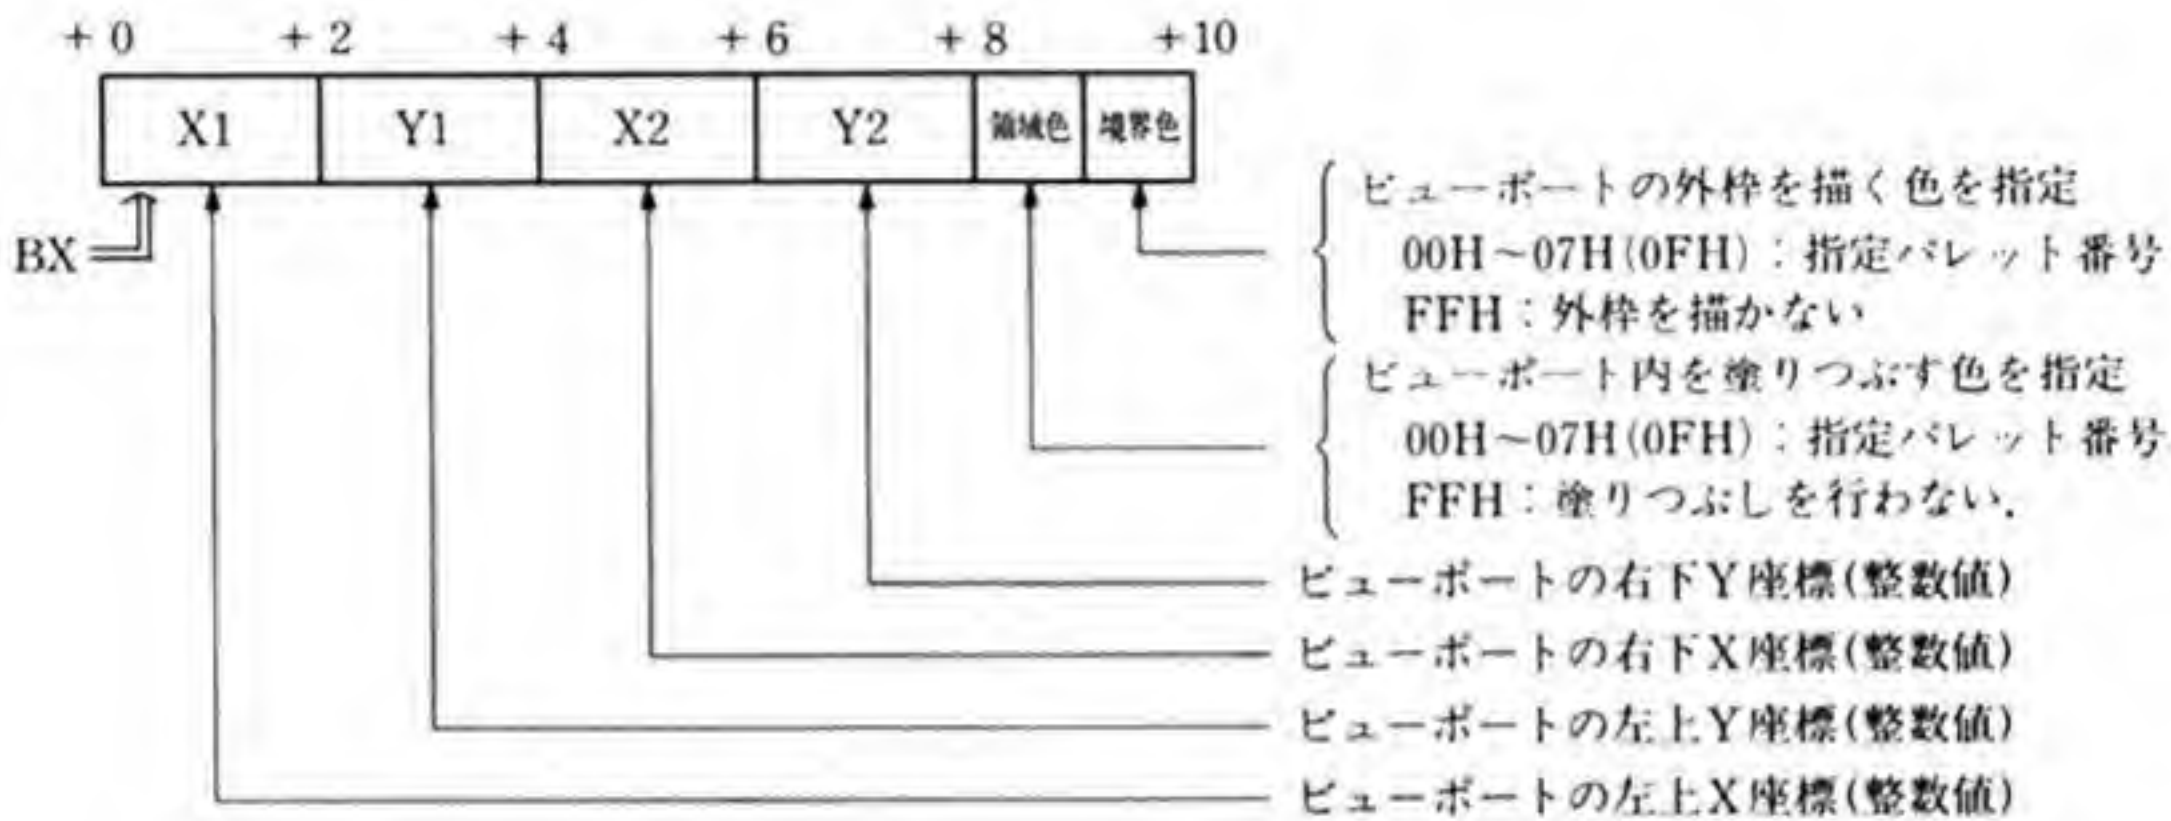 +0 +2 +4 +6 +8 +10
X1 Y1 X2 Y2 領域色 境界色
BX
ビューポートの外枠を描く色を指定
00H~07H(0FH):指定パレット番号
FFH:外枠を描かない
ビューポート内を塗りつぶす色を指定
00H~07H(0FH):指定パレット番号
FFH:塗りつぶしを行わない.
ビューポートの右下Y座標(整数値)
ビューポートの右下X座標(整数値)
ビューポートの左上Y座標(整数値)
ビューポートの左上X座標(整数値)